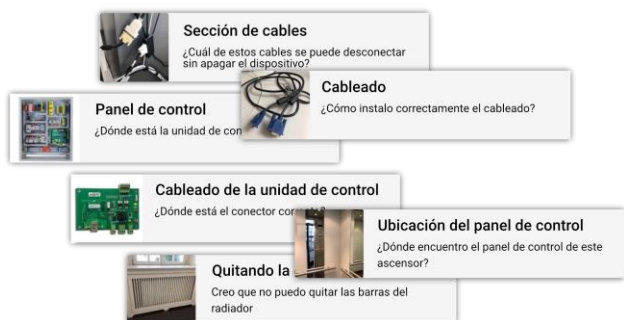 Sección de cables
¿Cuál de estos cables se puede desconectar
sin apagar el dispositivo?
Cableado
¿Cómo instalo correctamente el cableado?
Panel de control
¿Dónde está la unidad de
Cableado de la unidad de control
¿Dónde está el conector
Ubicación del panel de control
¿Dónde encuentro el panel de control de este
ascensor?
Quitando la
Creo que no puedo quitar las barras del
radiador